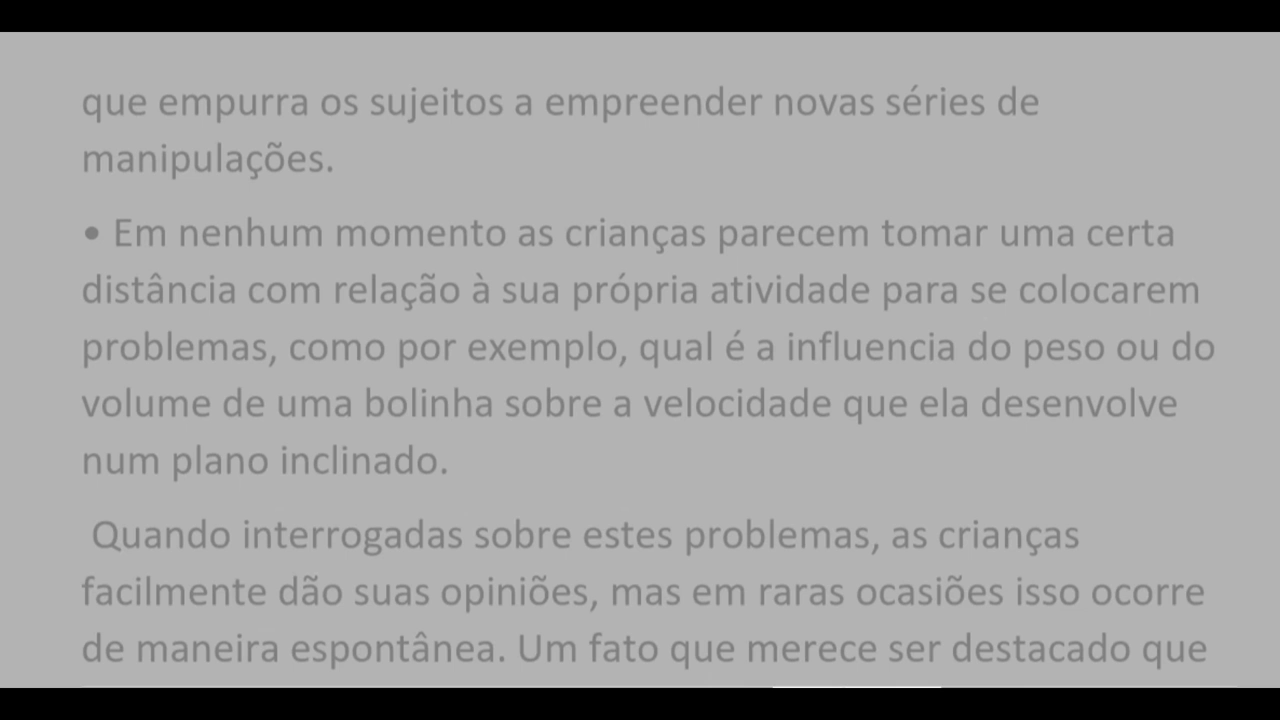 que empurra os sujeitos a empreender novas séries de
manipulações.
• Em nenhum momento as crianças parecem tomar uma certa
distância com relação à sua própria atividade para se colocarem
problemas, como por exemplo, qual é a influencia do peso ou do
volume de uma bolinha sobre a velocidade que ela desenvolve
num plano inclinado.
Quando interrogadas sobre estes problemas, as crianças
facilmente dão suas opiniões, mas em raras ocasiões isso ocorre
de maneira espontânea. Um fato que merece ser destacado que